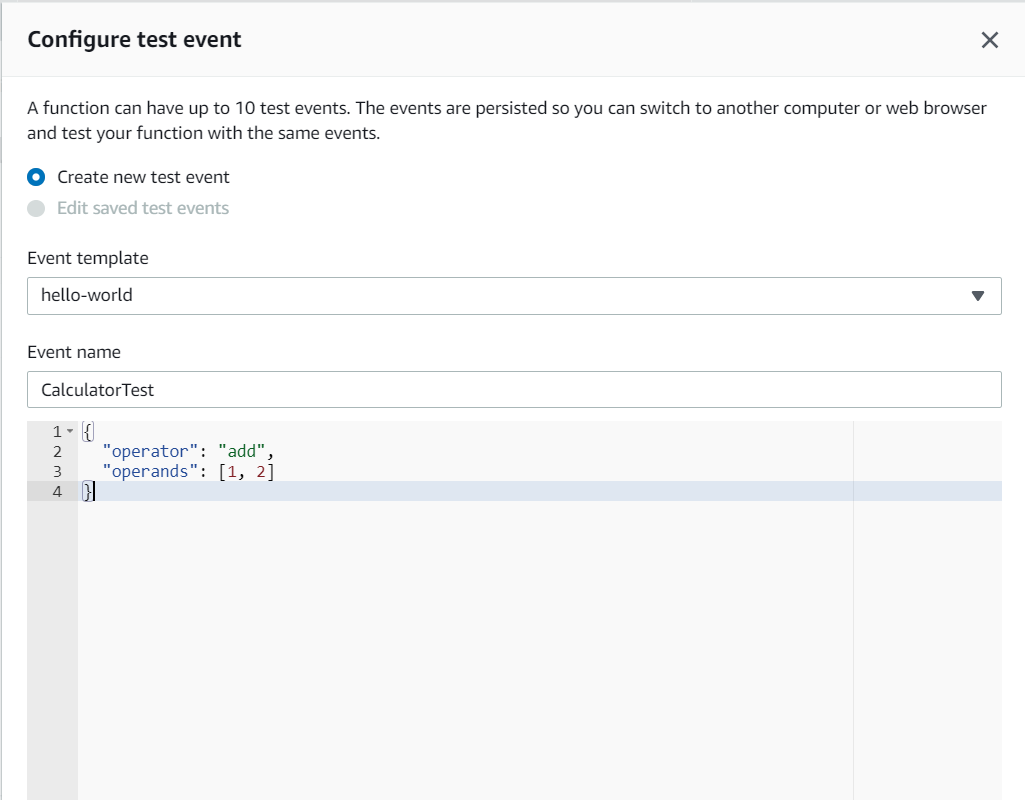 Configure test event
A function can have up to 10 test events. The events are persisted so you can switch to another computer or web browser
and test your function with the same events.
Create new test event
Edit saved test events
Event template
hello-world
Event name
CalculatorTest
1 {
2 "operator": "add",
3 "operands": [1, 2]
4 }